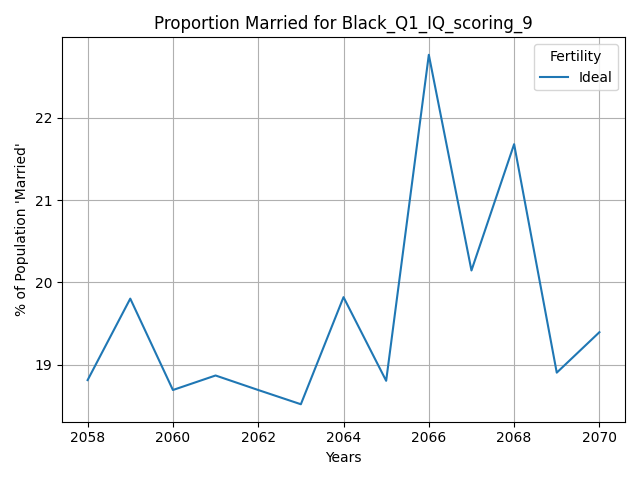 Proportion Married for Black_Q1_IQ_scoring_9
Fertility
Ideal
% of Population 'Married'
22
21
20
19
2058 2060 2062 2064 2066 2068 2070
Years